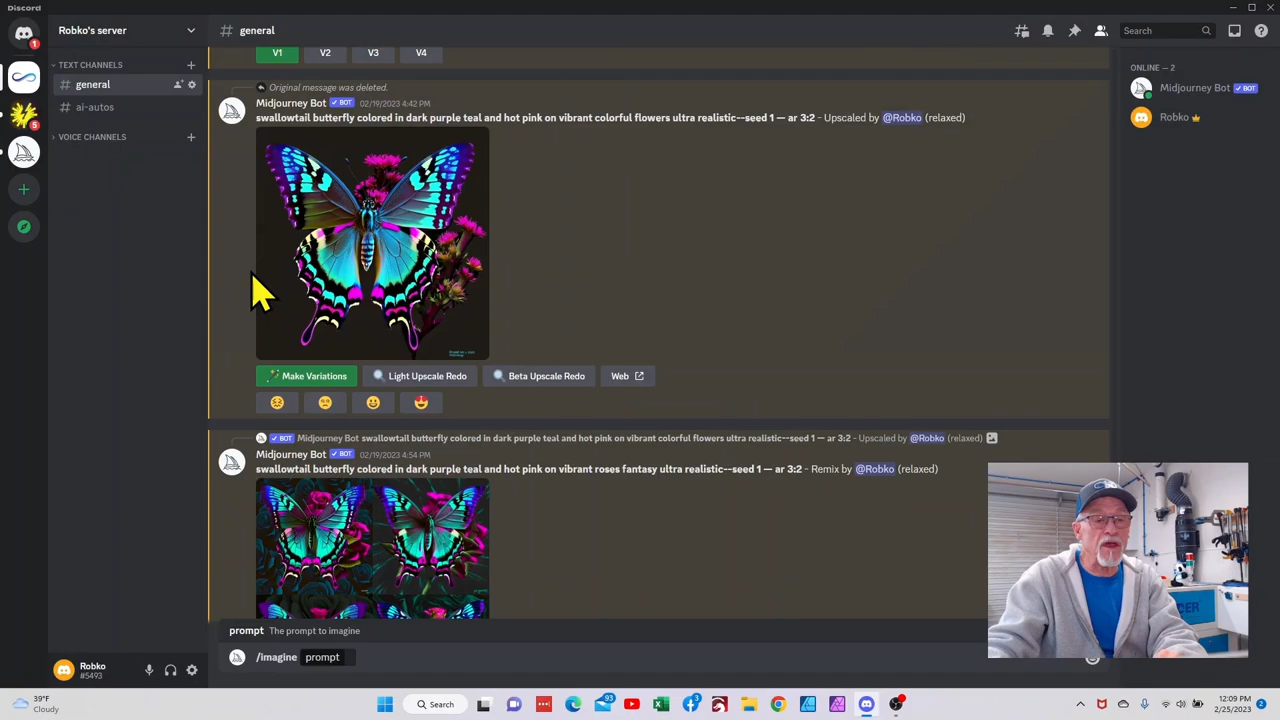 Discord
Robko's server
general
Search
1
TEXT CHANNELS
general
ai-autos
VOICE CHANNELS
5
V1 V2 V3 V4
Original message was deleted.
Midjourney Bot BOT 02/19/2023 4:42 PM
swallowtail butterfly colored in dark purple teal and hot pink on vibrant colorful flowers ultra realistic--seed 1 — ar 3:2 - Upscaled by @Robko (relaxed)
Make Variations Light Upscale Redo Beta Upscale Redo Web
BOT Midjourney Bot swallowtail butterfly colored in dark purple teal and hot pink on vibrant colorful flowers ultra realistic--seed 1 — ar 3:2 - Upscaled by @Robko (relaxed)
Midjourney Bot BOT 02/19/2023 4:54 PM
swallowtail butterfly colored in dark purple teal and hot pink on vibrant roses fantasy ultra realistic--seed 1 — ar 3:2 - Remix by @Robko (relaxed)
prompt The prompt to imagine
/imagine prompt
ONLINE — 2
Midjourney Bot BOT
Robko
Robko
#5493
39°F
Cloudy
Search
93
3
12:09 PM
2/25/2023
2